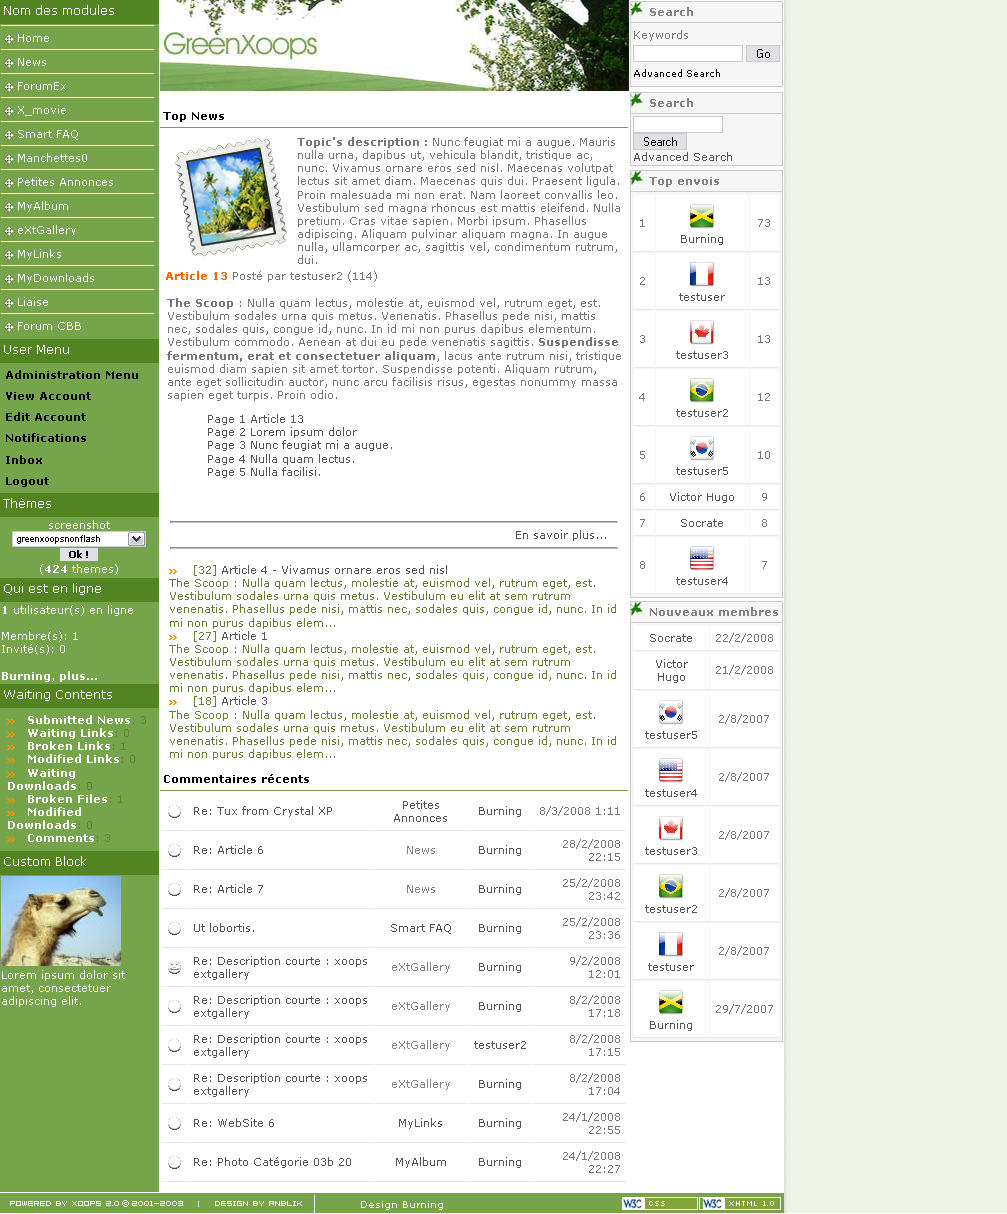 Nom des modules
Home
News
ForumEx
X_movie
Smart FAQ
Manchettes0
Petites Annonces
MyAlbum
eXtGallery
MyLinks
MyDownloads
Liaise
Forum CBB
User Menu
Administration Menu
View Account
Edit Account
Notifications
Inbox
Logout
Thèmes
screenshot
greenxoopsnonflash
Ok !
(424 themes)
Qui est en ligne
1 utilisateur(s) en ligne
Membre(s): 1
Invité(s): 0
Burning, plus...
Waiting Contents
Submitted News: 3
Waiting Links: 0
Broken Links: 1
Modified Links: 0
Waiting
Downloads: 0
Broken Files: 1
Modified
Downloads: 0
Comments: 3
Custom Block
Lorem ipsum dolor sit
amet, consectetuer
adipiscing elit.
GreenXoops
Top News
Topic's description : Nunc feugiat mi a augue. Mauris
nulla urna, dapibus ut, vehicula blandit, tristique ac,
nunc. Vivamus ornare eros sed nisl. Maecenas volutpat
lectus sit amet diam. Maecenas quis dui. Praesent ligula.
Proin malesuada mi non erat. Nam laoreet convallis leo.
Vestibulum sed magna rhoncus est mattis eleifend. Nulla
pretium. Cras vitae sapien. Morbi ipsum. Phasellus
adipiscing. Aliquam pulvinar aliquam magna. In augue
nulla, ullamcorper ac, sagittis vel, condimentum rutrum,
dui.
Article 13 Posté par testuser2 (114)
The Scoop : Nulla quam lectus, molestie at, euismod vel, rutrum eget, est.
Vestibulum sodales urna quis metus. Venenatis. Phasellus pede nisi, mattis
nec, sodales quis, congue id, nunc. In id mi non purus dapibus elementum.
Vestibulum commodo. Aenean at dui eu pede venenatis sagittis. Suspendisse
fermentum, erat et consectetuer aliquam, lacus ante rutrum nisi, tristique
euismod diam sapien sit amet tortor. Suspendisse potenti. Aliquam rutrum,
ante eget sollicitudin auctor, nunc arcu facilisis risus, egestas nonummy massa
sapien eget turpis. Proin odio.
Page 1 Article 13
Page 2 Lorem ipsum dolor
Page 3 Nunc feugiat mi a augue.
Page 4 Nulla quam lectus.
Page 5 Nulla facilisi.
En savoir plus...
[32] Article 4 - Vivamus ornare eros sed nisl
The Scoop : Nulla quam lectus, molestie at, euismod vel, rutrum eget, est.
Vestibulum sodales urna quis metus. Vestibulum eu elit at sem rutrum
venenatis. Phasellus pede nisi, mattis nec, sodales quis, congue id, nunc. In id
mi non purus dapibus elem...
[27] Article 1
The Scoop : Nulla quam lectus, molestie at, euismod vel, rutrum eget, est.
Vestibulum sodales urna quis metus. Vestibulum eu elit at sem rutrum
venenatis. Phasellus pede nisi, mattis nec, sodales quis, congue id, nunc. In id
mi non purus dapibus elem...
[18] Article 3
The Scoop : Nulla quam lectus, molestie at, euismod vel, rutrum eget, est.
Vestibulum sodales urna quis metus. Vestibulum eu elit at sem rutrum
venenatis. Phasellus pede nisi, mattis nec, sodales quis, congue id, nunc. In id
mi non purus dapibus elem...
Commentaires récents
Re: Tux from Crystal XP Petites Annonces Burning 8/3/2008 1:11
Re: Article 6 News Burning 28/2/2008 22:15
Re: Article 7 News Burning 25/2/2008 23:42
Ut lobortis. Smart FAQ Burning 25/2/2008 23:36
Re: Description courte : xoops extgallery eXtGallery Burning 9/2/2008 12:01
Re: Description courte : xoops extgallery eXtGallery Burning 8/2/2008 17:18
Re: Description courte : xoops extgallery eXtGallery testuser2 8/2/2008 17:15
Re: Description courte : xoops extgallery eXtGallery Burning 8/2/2008 17:04
Re: WebSite 6 MyLinks Burning 24/1/2008 22:55
Re: Photo Catégorie 03b 20 MyAlbum Burning 24/1/2008 22:27
Search
Keywords
Go
Advanced Search
Search
Search
Advanced Search
Top envois
1 Burning 73
2 testuser 13
3 testuser3 13
4 testuser2 12
5 testuser5 10
6 Victor Hugo 9
7 Socrate 8
8 testuser4 7
Nouveaux membres
Socrate 22/2/2008
Victor Hugo 21/2/2008
testuser5 2/8/2007
testuser4 2/8/2007
testuser3 2/8/2007
testuser2 2/8/2007
testuser 2/8/2007
Burning 29/7/2007
POWERED BY XOOPS 2.0 © 2001-2003 | DESIGN BY ANBLIK Design Burning W3C CSS W3C XHTML 1.0